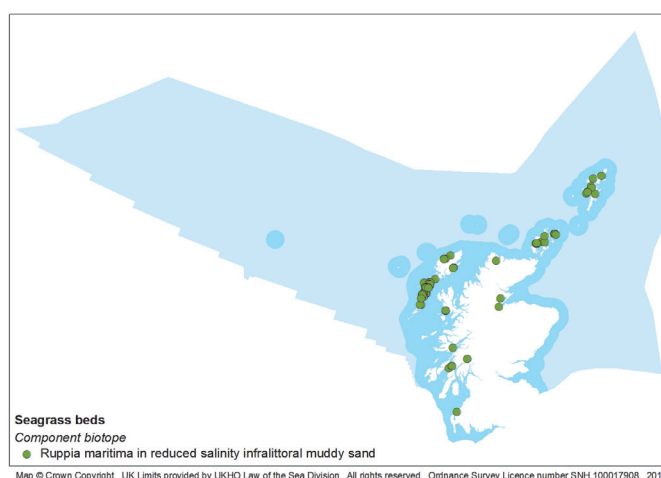 Seagrass beds
Component biotope
Ruppia maritima in reduced salinity infralittoral muddy sand
Map © Crown Copyright. UK Limits provided by UKHO Law of the Sea Division. All rights reserved. Ordnance Survey Licence number SNH 100017908